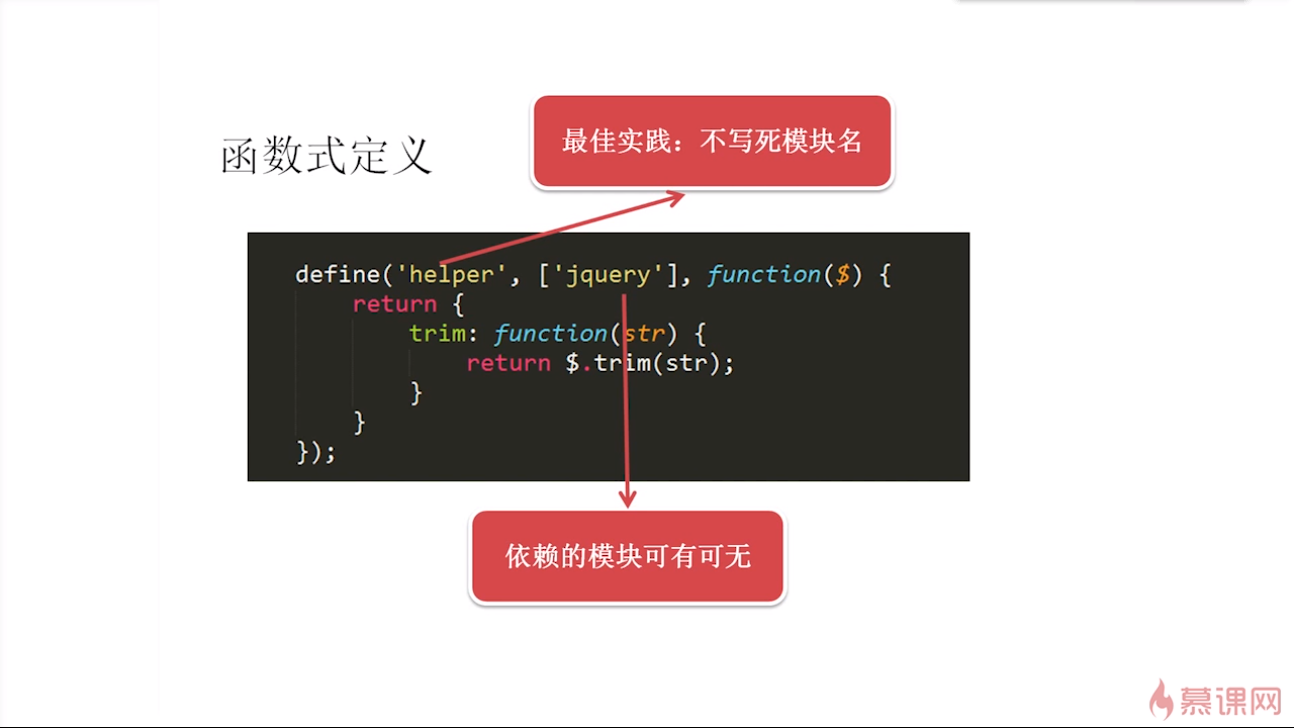 最佳实践：不写死模块名
函数式定义
define('helper', ['jquery'], function($) {
return {
trim: function(str) {
return $.trim(str);
}
}
});
依赖的模块可有可无
慕课网